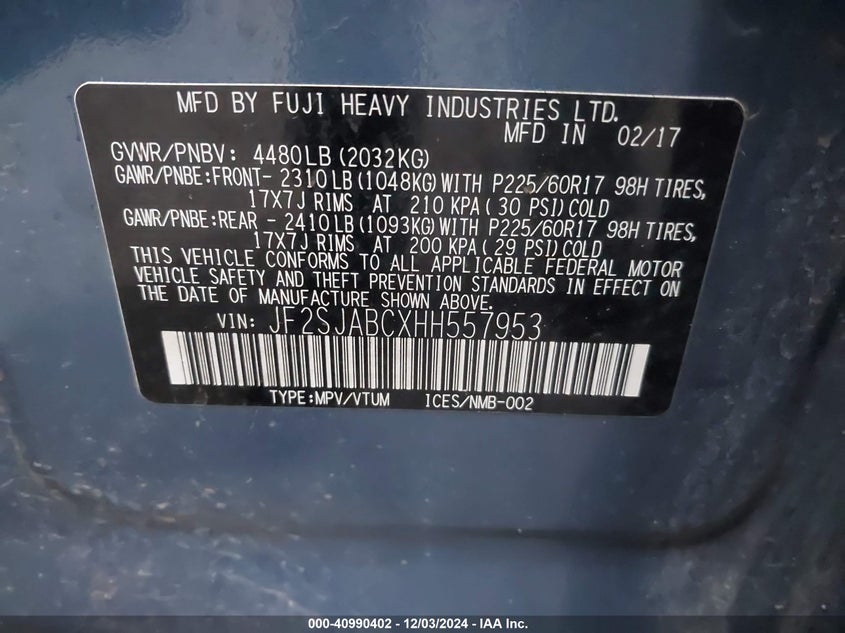 MFD BY FUJI HEAVY INDUSTRIES LTD.
MFD IN 02/17
GVWR/PNBV: 4480LB (2032KG)
GAWR/PNBE:FRONT- 2310LB (1048KG) WITH P225/60R17 98H TIRES,
17X7J RIMS AT 210 KPA( 30 PSI) COLD
GAWR/PNBE:REAR - 2410LB (1093KG) WITH P225/60R17 98H TIRES,
17X7J RIMS AT 200 KPA( 29 PSI) COLD
THIS VEHICLE CONFORMS TO ALL APPLICABLE FEDERAL MOTOR
VEHICLE SAFETY AND THEFT PREVENTION STANDARDS IN EFFECT ON
THE DATE OF MANUFACTURE SHOWN ABOVE.
VIN: JF2SJABCXHH557953
TYPE:MPV/VTUM ICES/NMB-002
000-40990402 - 12/03/2024 - IAA Inc.